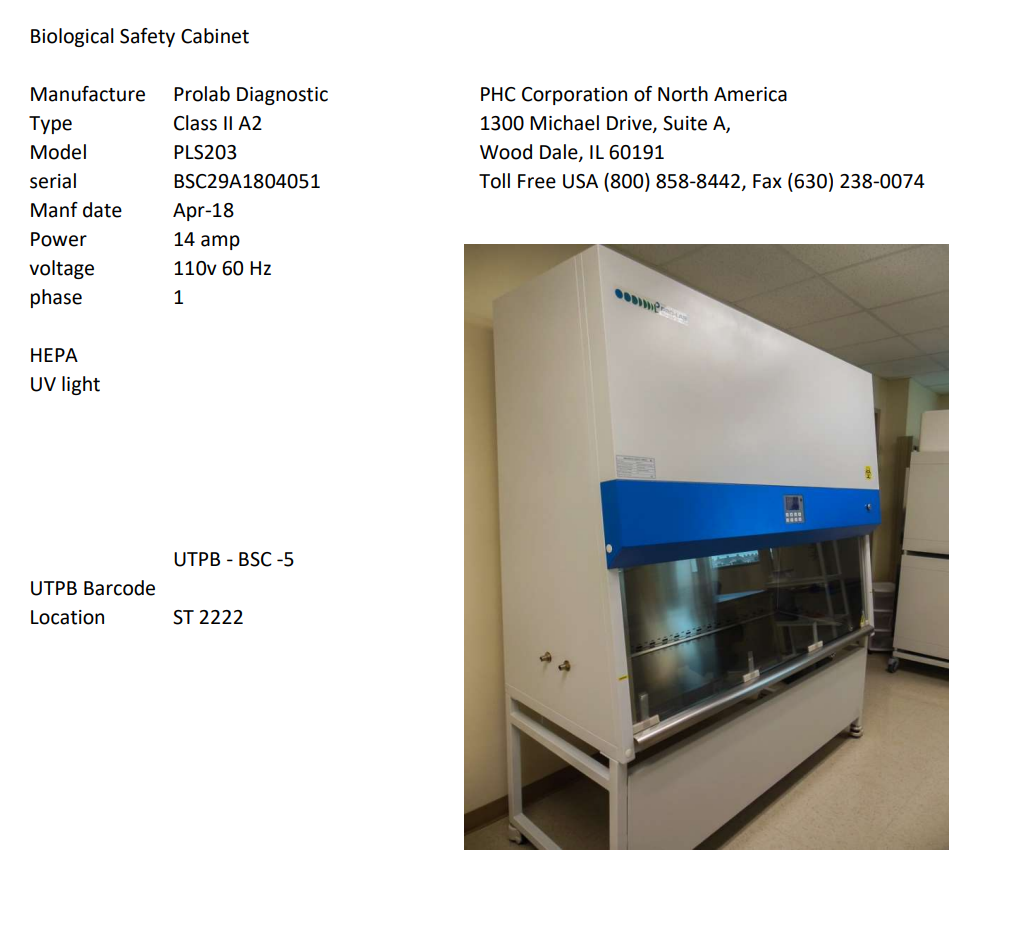 Biological Safety Cabinet
Manufacture Prolab Diagnostic
Type Class II A2
Model PLS203
serial BSC29A1804051
Manf date Apr-18
Power 14 amp
voltage 110v 60 Hz
phase 1
HEPA
UV light
UTPB - BSC -5
UTPB Barcode
Location ST 2222
PHC Corporation of North America
1300 Michael Drive, Suite A,
Wood Dale, IL 60191
Toll Free USA (800) 858-8442, Fax (630) 238-0074